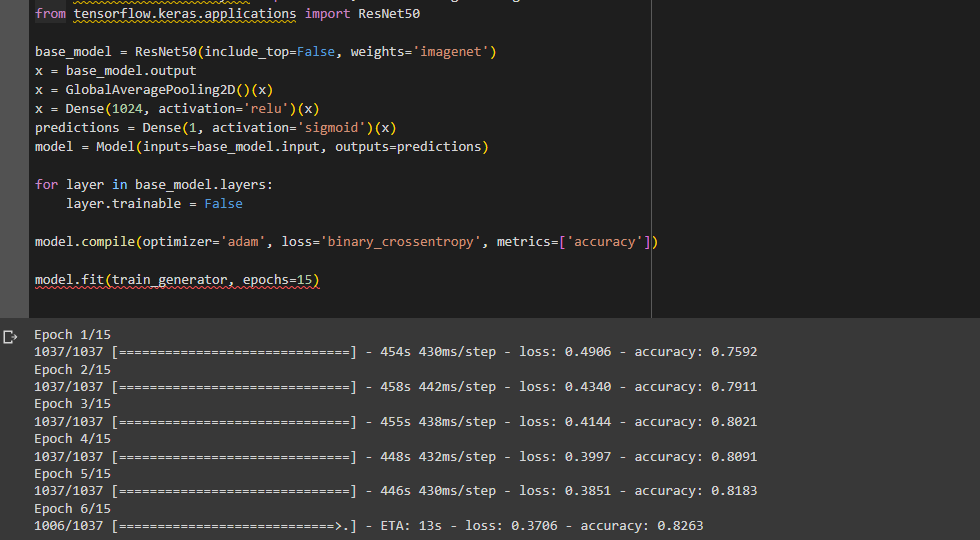 from tensorflow.keras.applications import ResNet50
base_model = ResNet50(include_top=False, weights='imagenet')
x = base_model.output
x = GlobalAveragePooling2D()(x)
x = Dense(1024, activation='relu')(x)
predictions = Dense(1, activation='sigmoid')(x)
model = Model(inputs=base_model.input, outputs=predictions)
for layer in base_model.layers:
    layer.trainable = False
model.compile(optimizer='adam', loss='binary_crossentropy', metrics=['accuracy'])
model.fit(train_generator, epochs=15)
Epoch 1/15
1037/1037 [==============================] - 454s 430ms/step - loss: 0.4906 - accuracy: 0.7592
Epoch 2/15
1037/1037 [==============================] - 458s 442ms/step - loss: 0.4340 - accuracy: 0.7911
Epoch 3/15
1037/1037 [==============================] - 455s 438ms/step - loss: 0.4144 - accuracy: 0.8021
Epoch 4/15
1037/1037 [==============================] - 448s 432ms/step - loss: 0.3997 - accuracy: 0.8091
Epoch 5/15
1037/1037 [==============================] - 446s 430ms/step - loss: 0.3851 - accuracy: 0.8183
Epoch 6/15
1006/1037 [============================>.] - ETA: 13s - loss: 0.3706 - accuracy: 0.8263